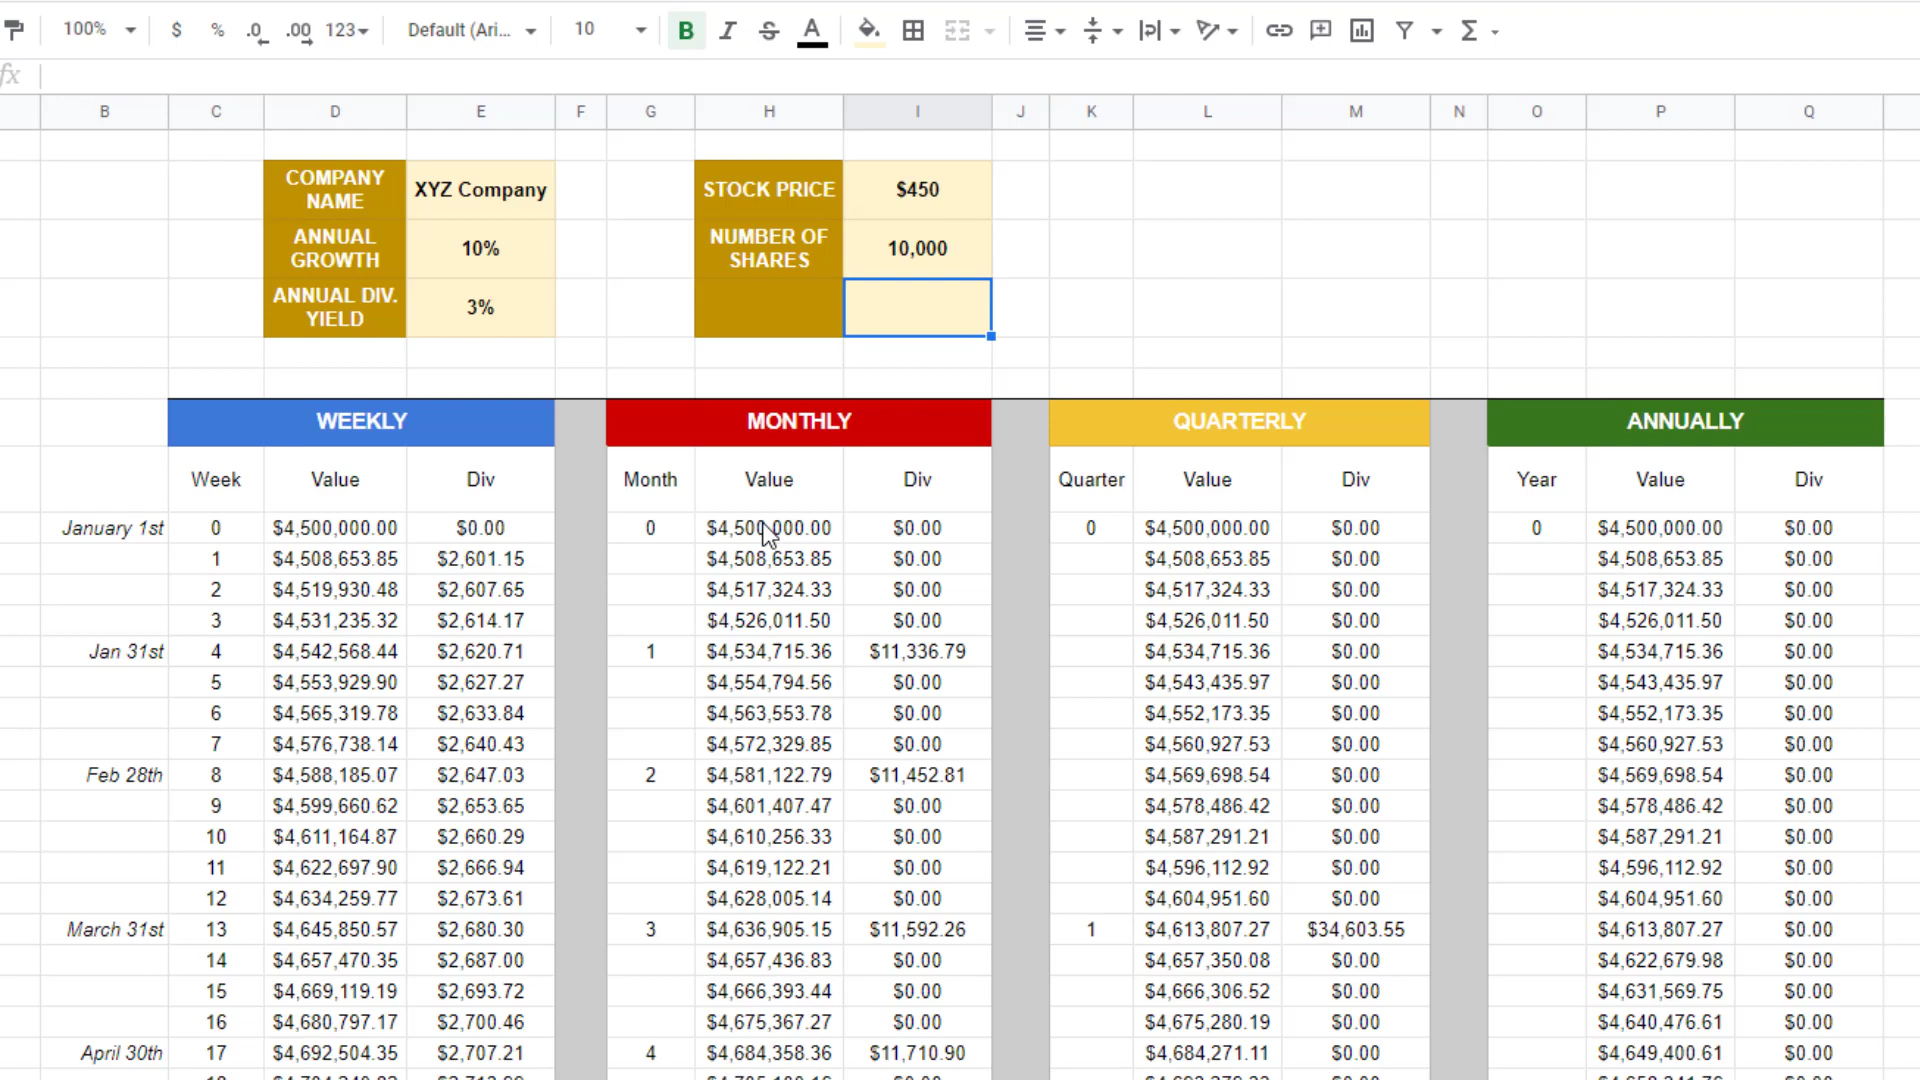 100% $ % .0 .00 123 Default (Ari... 10 B I S A
fx
B C D E F G H I J K L M N O P Q
COMPANY NAME XYZ Company STOCK PRICE $450
ANNUAL GROWTH 10% NUMBER OF SHARES 10,000
ANNUAL DIV. YIELD 3%
WEEKLY MONTHLY QUARTERLY ANNUALLY
Week Value Div Month Value Div Quarter Value Div Year Value Div
January 1st 0 $4,500,000.00 $0.00 0 $4,500,000.00 $0.00 0 $4,500,000.00 $0.00 0 $4,500,000.00 $0.00
1 $4,508,653.85 $2,601.15 $4,508,653.85 $0.00 $4,508,653.85 $0.00 $4,508,653.85 $0.00
2 $4,519,930.48 $2,607.65 $4,517,324.33 $0.00 $4,517,324.33 $0.00 $4,517,324.33 $0.00
3 $4,531,235.32 $2,614.17 $4,526,011.50 $0.00 $4,526,011.50 $0.00 $4,526,011.50 $0.00
Jan 31st 4 $4,542,568.44 $2,620.71 1 $4,534,715.36 $11,336.79 $4,534,715.36 $0.00 $4,534,715.36 $0.00
5 $4,553,929.90 $2,627.27 $4,554,794.56 $0.00 $4,543,435.97 $0.00 $4,543,435.97 $0.00
6 $4,565,319.78 $2,633.84 $4,563,553.78 $0.00 $4,552,173.35 $0.00 $4,552,173.35 $0.00
7 $4,576,738.14 $2,640.43 $4,572,329.85 $0.00 $4,560,927.53 $0.00 $4,560,927.53 $0.00
Feb 28th 8 $4,588,185.07 $2,647.03 2 $4,581,122.79 $11,452.81 $4,569,698.54 $0.00 $4,569,698.54 $0.00
9 $4,599,660.62 $2,653.65 $4,601,407.47 $0.00 $4,578,486.42 $0.00 $4,578,486.42 $0.00
10 $4,611,164.87 $2,660.29 $4,610,256.33 $0.00 $4,587,291.21 $0.00 $4,587,291.21 $0.00
11 $4,622,697.90 $2,666.94 $4,619,122.21 $0.00 $4,596,112.92 $0.00 $4,596,112.92 $0.00
12 $4,634,259.77 $2,673.61 $4,628,005.14 $0.00 $4,604,951.60 $0.00 $4,604,951.60 $0.00
March 31st 13 $4,645,850.57 $2,680.30 3 $4,636,905.15 $11,592.26 1 $4,613,807.27 $34,603.55 $4,613,807.27 $0.00
14 $4,657,470.35 $2,687.00 $4,657,436.83 $0.00 $4,657,350.08 $0.00 $4,622,679.98 $0.00
15 $4,669,119.19 $2,693.72 $4,666,393.44 $0.00 $4,666,306.52 $0.00 $4,631,569.75 $0.00
16 $4,680,797.17 $2,700.46 $4,675,367.27 $0.00 $4,675,280.19 $0.00 $4,640,476.61 $0.00
April 30th 17 $4,692,504.35 $2,707.21 4 $4,684,358.36 $11,710.90 $4,684,271.11 $0.00 $4,649,400.61 $0.00